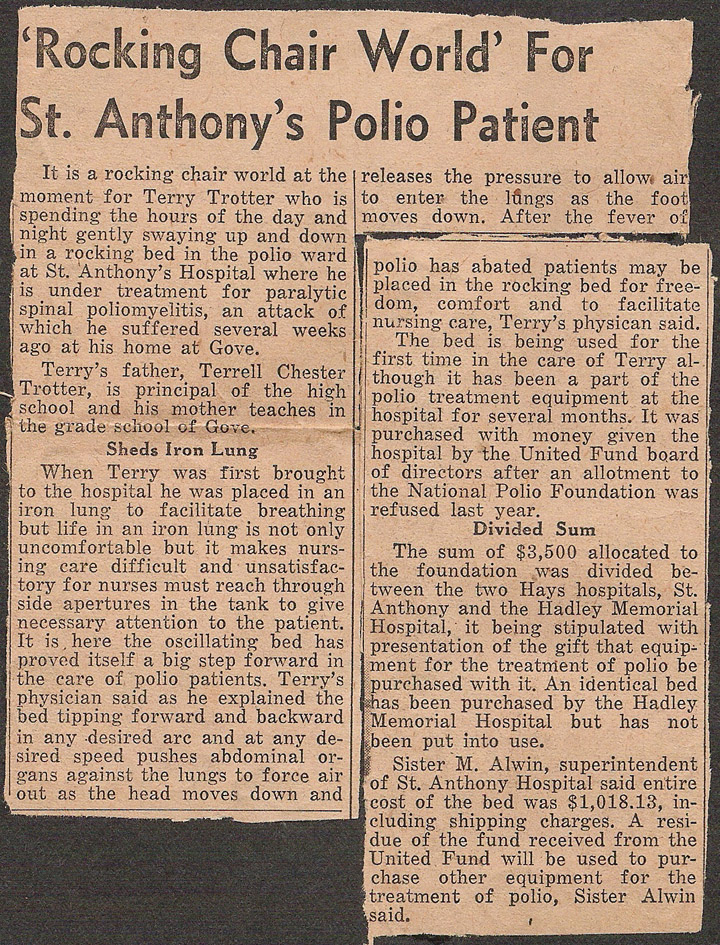 ‘Rocking Chair World’ For
St. Anthony’s Polio Patient
It is a rocking chair world at the
moment for Terry Trotter who is
spending the hours of the day and
night gently swaying up and down
in a rocking bed in the polio ward
at St. Anthony’s Hospital where he
is under treatment for paralytic
spinal poliomyelitis, an attack of
which he suffered several weeks
ago at his home at Gove.
Terry’s father, Terrell Chester
Trotter, is principal of the high
school and his mother teaches in
the grade school of Gove.
Sheds Iron Lung
When Terry was first brought
to the hospital he was placed in an
iron lung to facilitate breathing
but life in an iron lung is not only
uncomfortable but it makes nurs-
ing care difficult and unsatisfac-
tory for nurses must reach through
side apertures in the tank to give
necessary attention to the patient.
It is here the oscillating bed has
proved itself a big step forward in
the care of polio patients. Terry’s
physician said as he explained the
bed tipping forward and backward
in any desired arc and at any de-
sired speed pushes abdominal or-
gans against the lungs to force air
out as the head moves down and
releases the pressure to allow air
to enter the lungs as the foot
moves down. After the fever of
polio has abated patients may be
placed in the rocking bed for free-
dom, comfort and to facilitate
nursing care, Terry’s physican said.
The bed is being used for the
first time in the care of Terry al-
though it has been a part of the
polio treatment equipment at the
hospital for several months. It was
purchased with money given the
hospital by the United Fund board
of directors after an allotment to
the National Polio Foundation was
refused last year.
Divided Sum
The sum of $3,500 allocated to
the foundation was divided be-
tween the two Hays hospitals, St.
Anthony and the Hadley Memorial
Hospital, it being stipulated with
presentation of the gift that equip-
ment for the treatment of polio be
purchased with it. An identical bed
has been purchased by the Hadley
Memorial Hospital but has not
been put into use.
Sister M. Alwin, superintendent
of St. Anthony Hospital said entire
cost of the bed was $1,018.13, in-
cluding shipping charges. A resi-
due of the fund received from the
United Fund will be used to pur-
chase other equipment for the
treatment of polio, Sister Alwin
said.